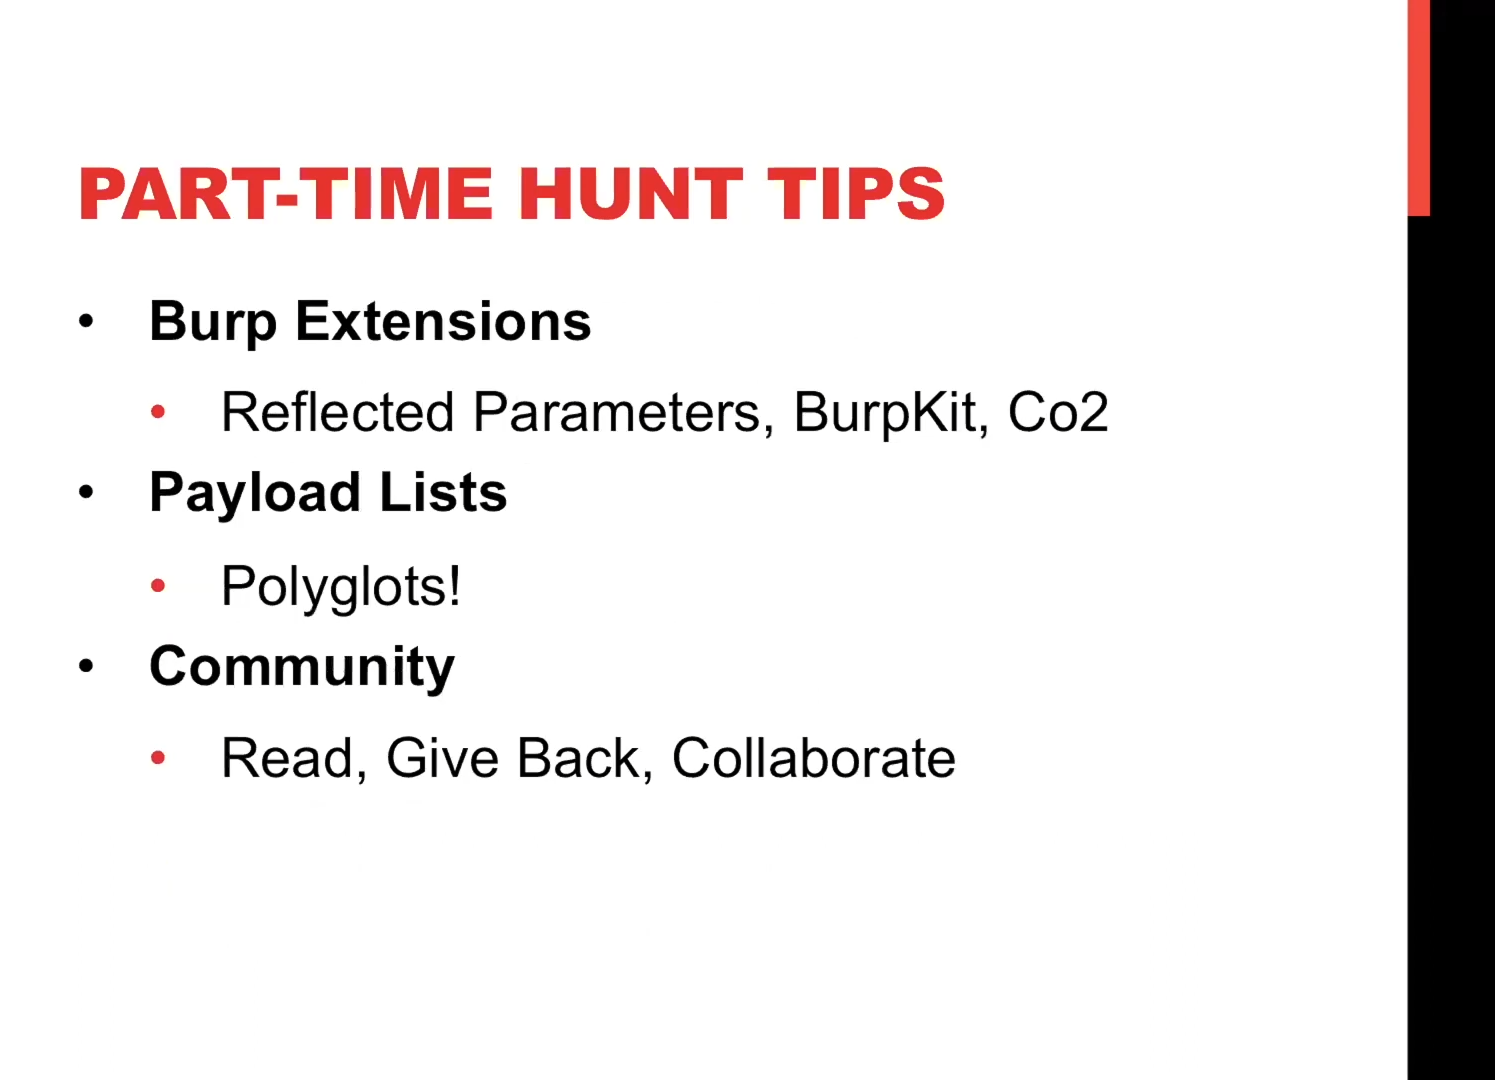 PART-TIME HUNT TIPS
• Burp Extensions
• Reflected Parameters, BurpKit, Co2
• Payload Lists
• Polyglots!
• Community
• Read, Give Back, Collaborate